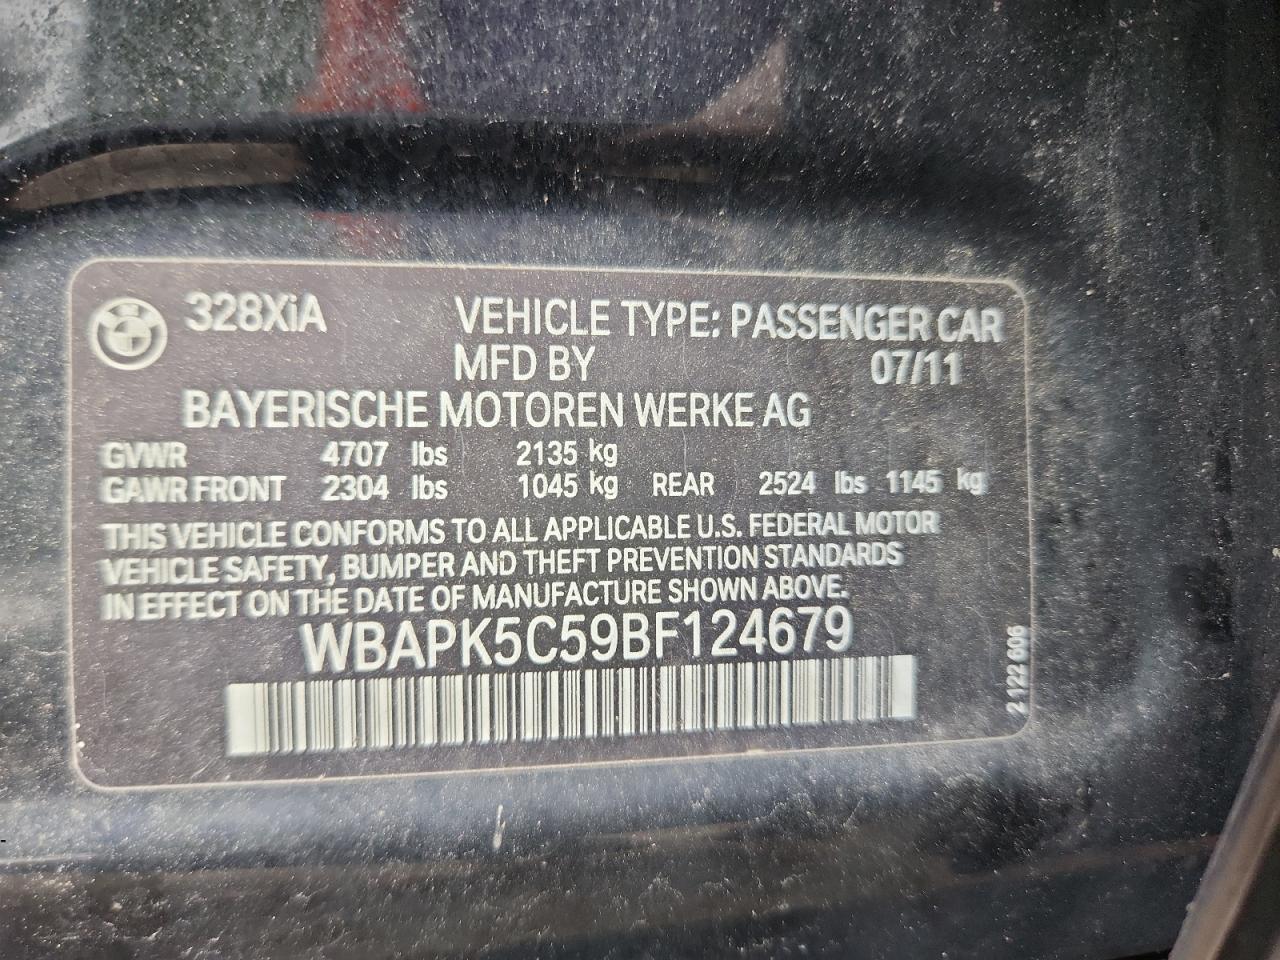 328XiA VEHICLE TYPE: PASSENGER CAR
MFD BY 07/11
BAYERISCHE MOTOREN WERKE AG
GVWR 4707 lbs 2135 kg
GAWR FRONT 2304 lbs 1045 kg REAR 2524 lbs 1145 kg
THIS VEHICLE CONFORMS TO ALL APPLICABLE U.S. FEDERAL MOTOR
VEHICLE SAFETY, BUMPER AND THEFT PREVENTION STANDARDS
IN EFFECT ON THE DATE OF MANUFACTURE SHOWN ABOVE.
WBAPK5C59BF124679
2 122 606